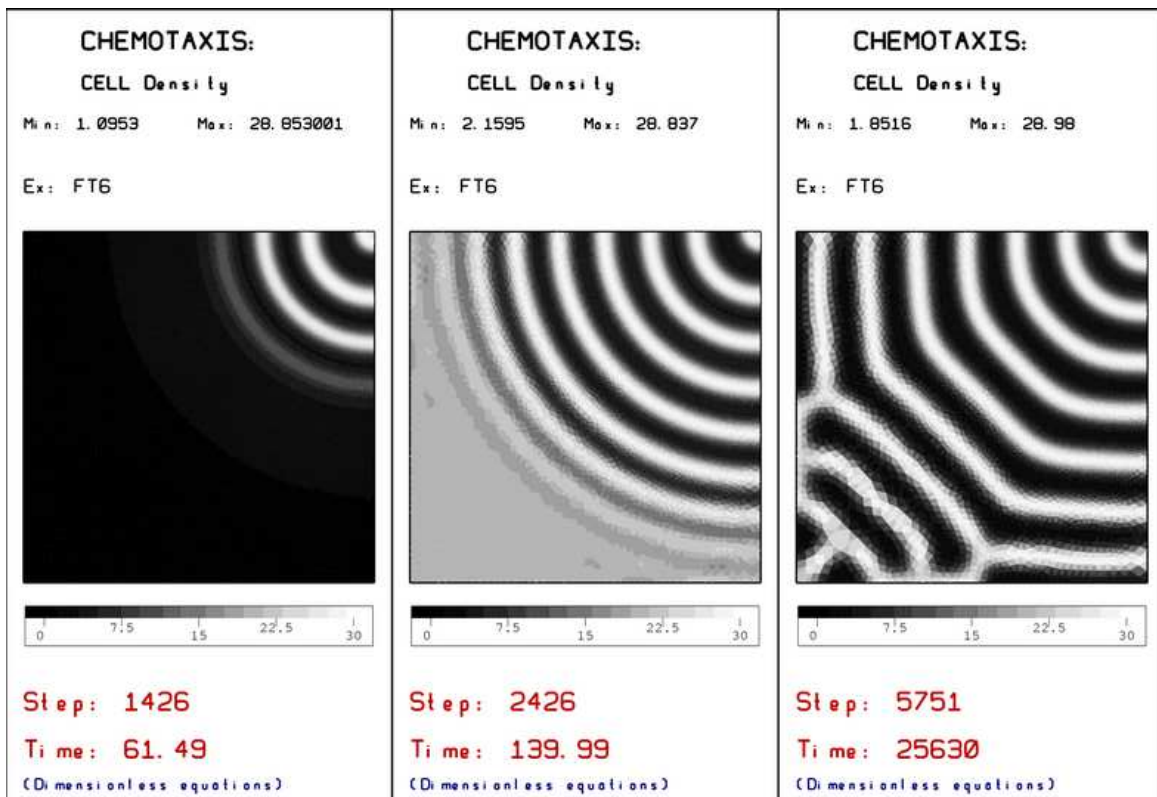 CHEMOTAXIS:
CELL Density
Min: 1.0953 Max: 28.853001
Ex: FT6
0 7.5 15 22.5 30
Step: 1426
Time: 61.49
(Dimensionless equations)
CHEMOTAXIS:
CELL Density
Min: 2.1595 Max: 28.837
Ex: FT6
0 7.5 15 22.5 30
Step: 2426
Time: 139.99
(Dimensionless equations)
CHEMOTAXIS:
CELL Density
Min: 1.8516 Max: 28.98
Ex: FT6
0 7.5 15 22.5 30
Step: 5751
Time: 25630
(Dimensionless equations)